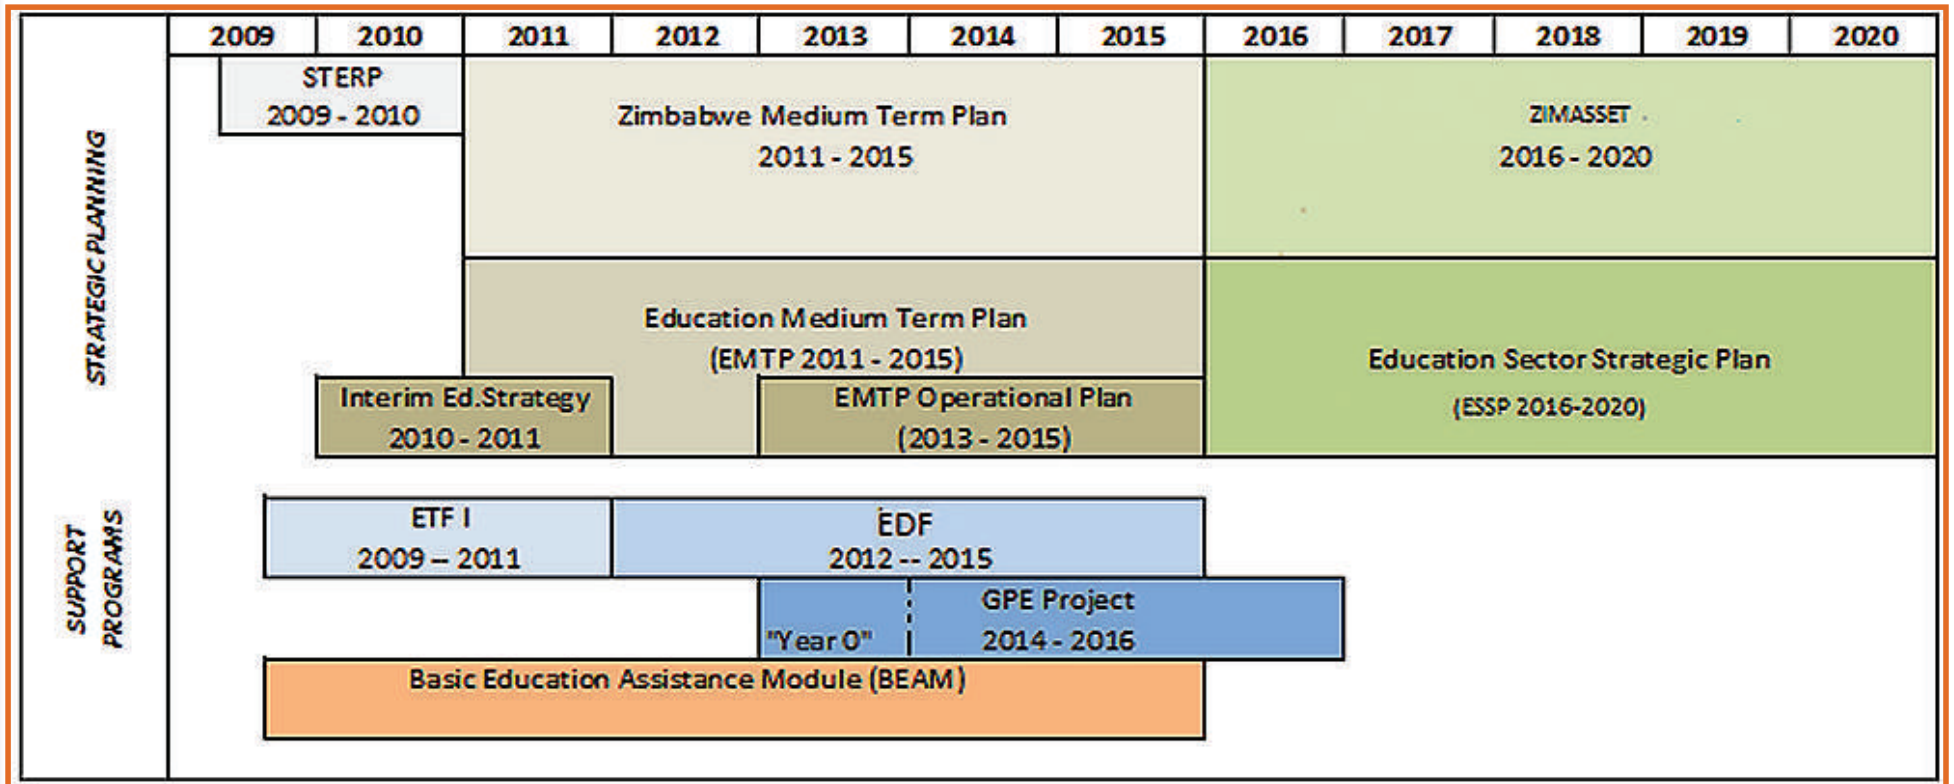 2009 2010 2011 2012 2013 2014 2015 2016 2017 2018 2019 2020
STRATEGIC PLANNING
STERP
2009 - 2010
Zimbabwe Medium Term Plan
2011 - 2015
ZIMASSET
2016 - 2020
Education Medium Term Plan
(EMTP 2011 - 2015)
Interim Ed.Strategy
2010 - 2011
EMTP Operational Plan
(2013 - 2015)
Education Sector Strategic Plan
(ESSP 2016-2020)
SUPPORT
PROGRAMS
ETF I
2009 – 2011
EDF
2012 -- 2015
"Year 0"
GPE Project
2014 - 2016
Basic Education Assistance Module (BEAM)